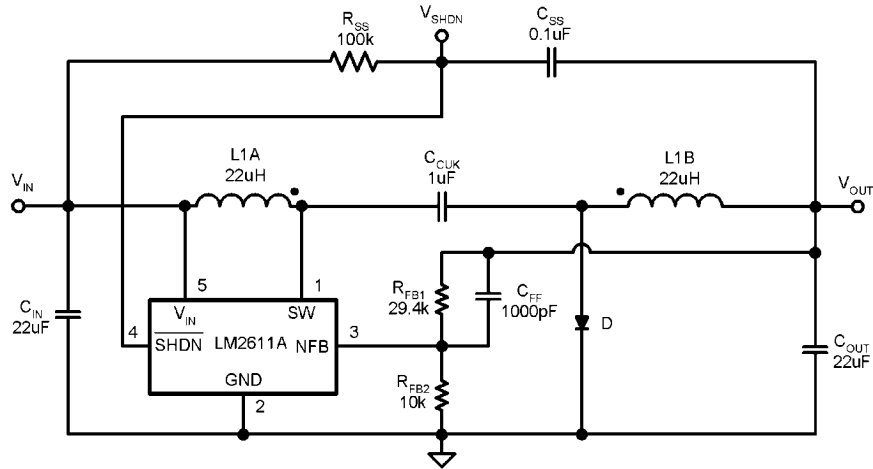 R_SS
100k
V_SHDN
C_SS
0.1uF
L1A
22uH
C_CUK
1uF
L1B
22uH
V_IN
V_OUT
5
1
R_FB1
29.4k
C_FF
1000pF
C_IN
22uF
V_IN
SW
D
4
SHDN
LM2611A
NFB
3
C_OUT
22uF
GND
2
R_FB2
10k